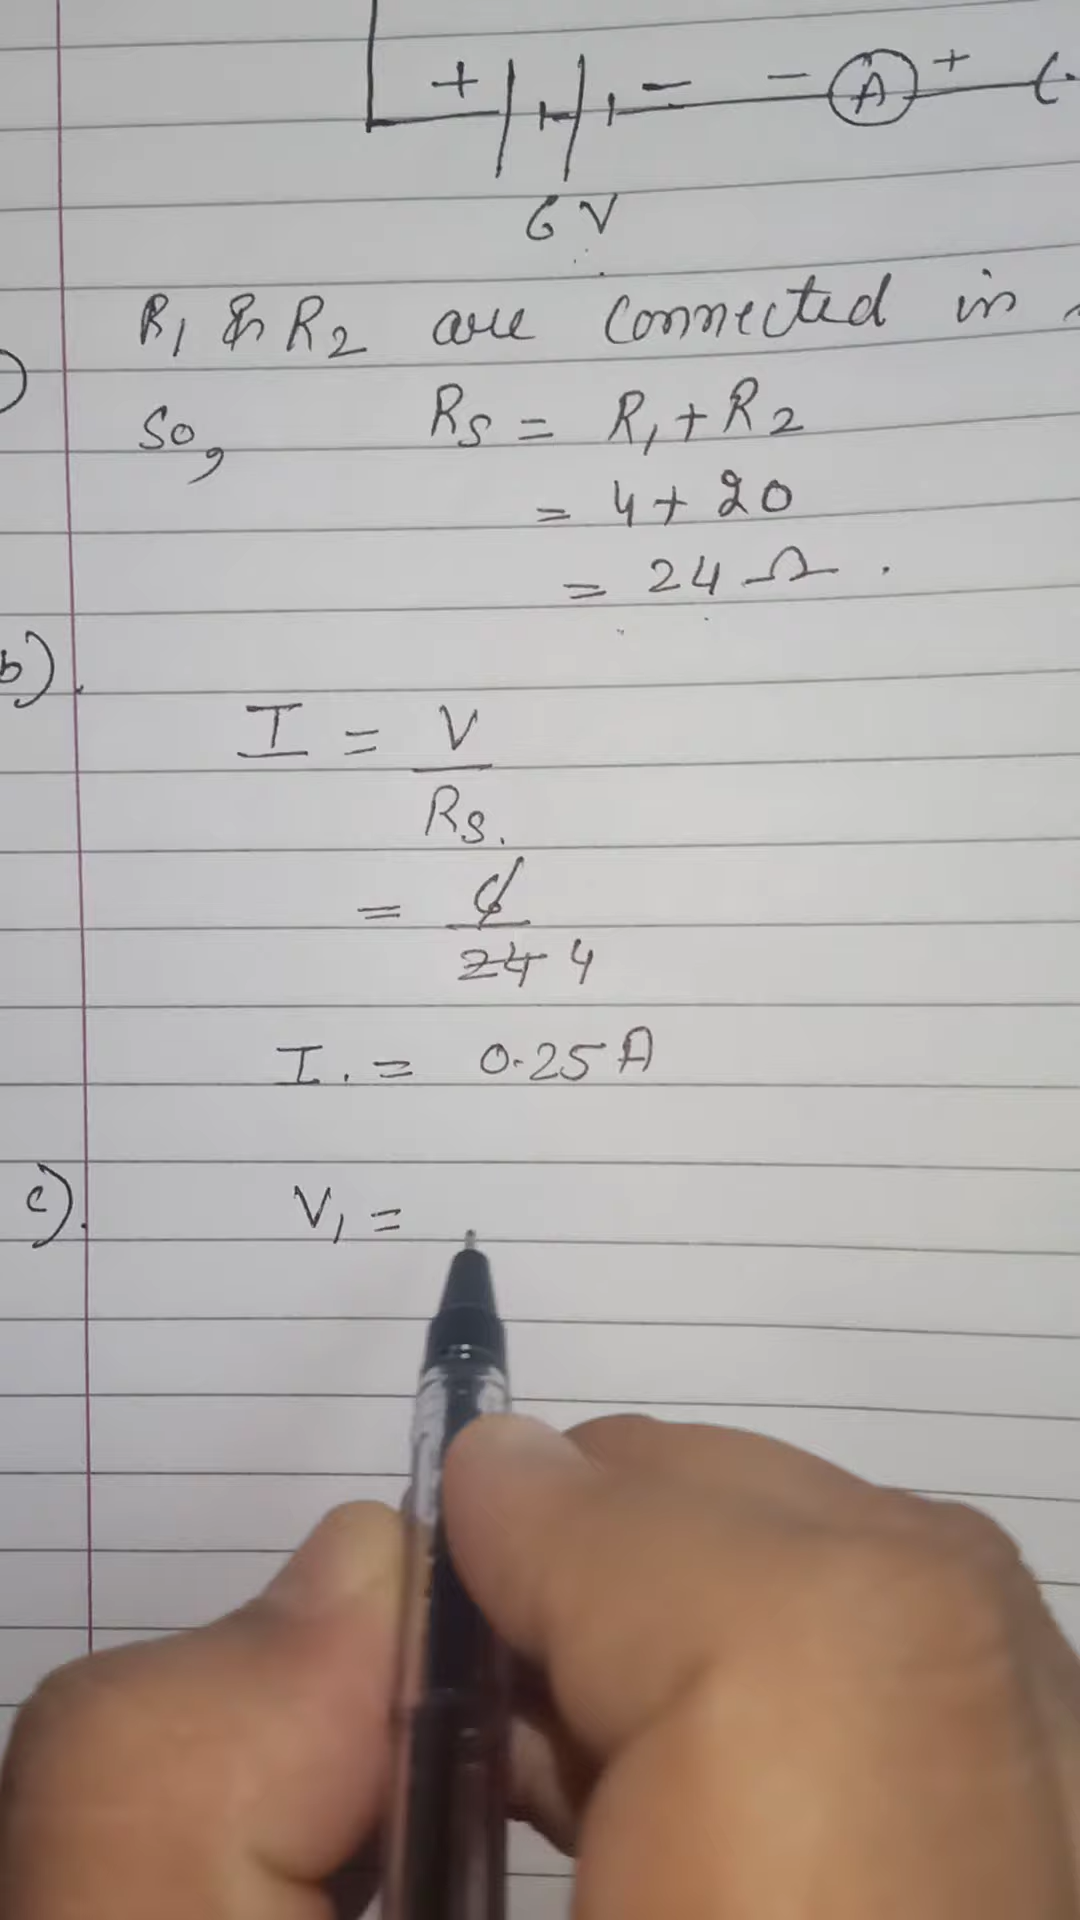 + - - A + (.
6 V
R1 & R2 are connected in
)
So, Rs = R1 + R2
= 4 + 20
= 24 Ω.
b).
I = V
Rs.
= 6
24 4
I. = 0.25 A
c). V1 =